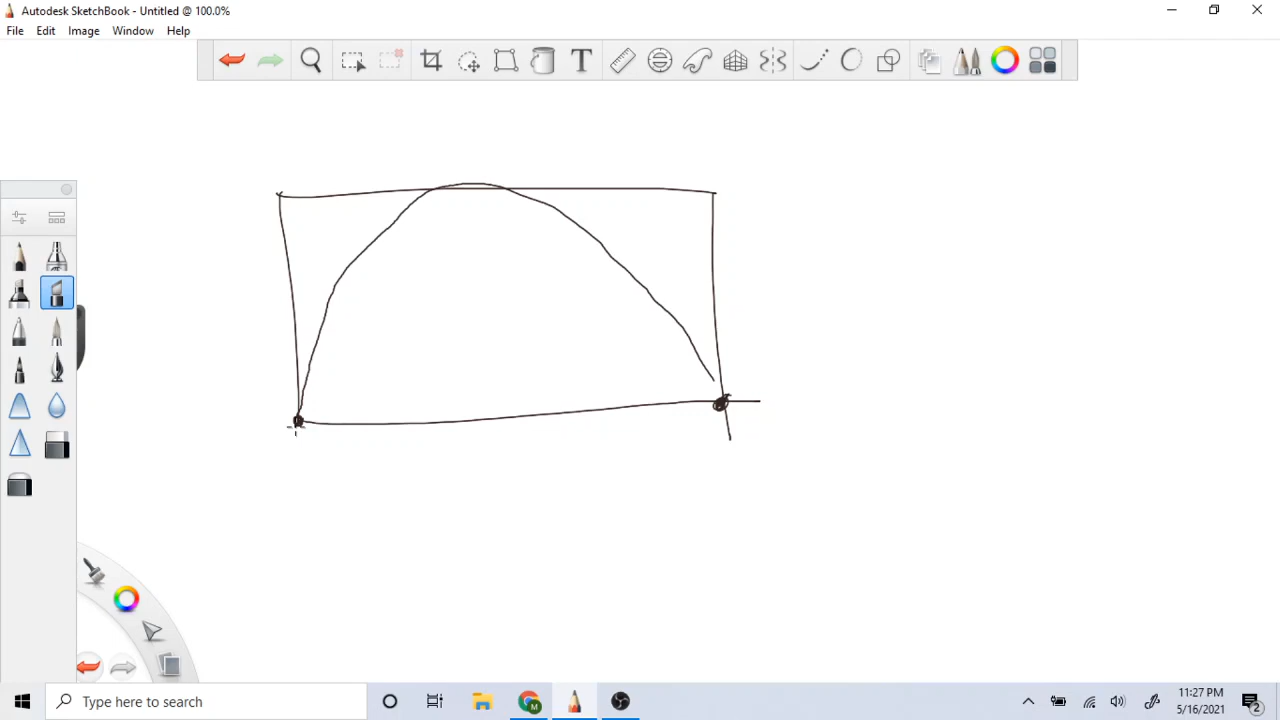 Autodesk SketchBook - Untitled @ 100.0%
File Edit Image Window Help
T
Type here to search
M
11:27 PM
5/16/2021
2